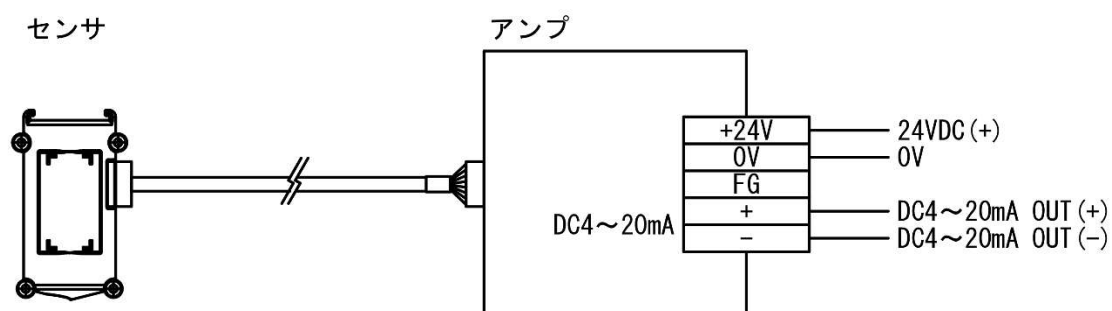 センサ
アンプ
+24V
24VDC(+)
0V
0V
FG
DC4～20mA
+
DC4～20mA OUT(+)
-
DC4～20mA OUT(-)